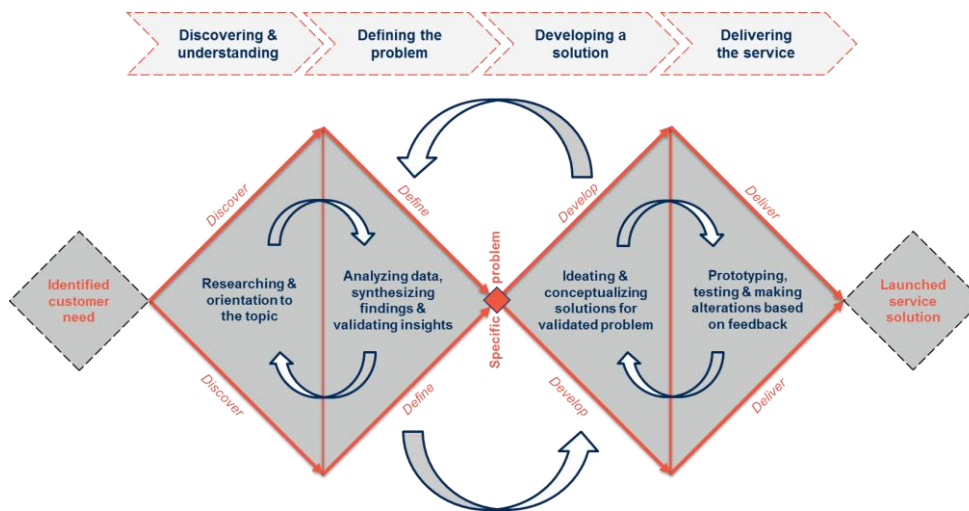 Discovering &
understanding
Defining the
problem
Developing a
solution
Delivering
the service
Discover
Define
Develop
Deliver
Identified
customer
need
Researching &
orientation to
the topic
Analyzing data,
synthesizing
findings &
validating insights
Specific problem
Ideating &
conceptualizing
solutions for
validated problem
Prototyping,
testing & making
alterations based
on feedback
Launched
service
solution
Discover
Define
Develop
Deliver